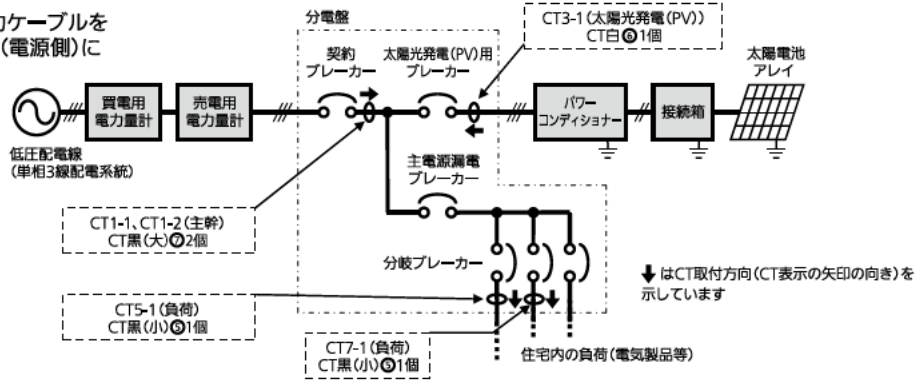 力ケーブルを
(電源側)に
分電盤
CT3-1(太陽光発電(PV))
CT白❻1個
契約
ブレーカー
太陽光発電(PV)用
ブレーカー
太陽電池
アレイ
買電用
電力量計
売電用
電力量計
パワー
コンディショナー
接続箱
低圧配電線
(単相3線配電系統)
主電源漏電
ブレーカー
CT1-1、CT1-2(主幹)
CT黒(大)❼2個
分岐ブレーカー
⬇はCT取付方向(CT表示の矢印の向き)を
示しています
CT5-1(負荷)
CT黒(小)❺1個
CT7-1(負荷)
CT黒(小)❺1個
住宅内の負荷(電気製品等)